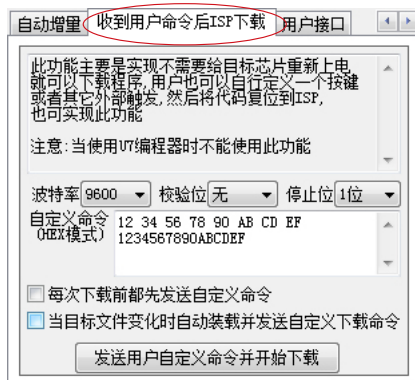 自动增量 收到用户命令后ISP下载 用户接口
此功能主要是实现不需要给目标芯片重新上电,
就可以下载程序,用户也可以自行定义一个按键
或者其它外部触发,然后将代码复位到ISP,
也可实现此功能
注意:当使用U7编程器时不能使用此功能
波特率 9600 校验位 无 停止位 1位
自定义命令 12 34 56 78 90 AB CD EF
(HEX模式) 1234567890ABCDEF
每次下载前都先发送自定义命令
当目标文件变化时自动装载并发送自定义下载命令
发送用户自定义命令并开始下载